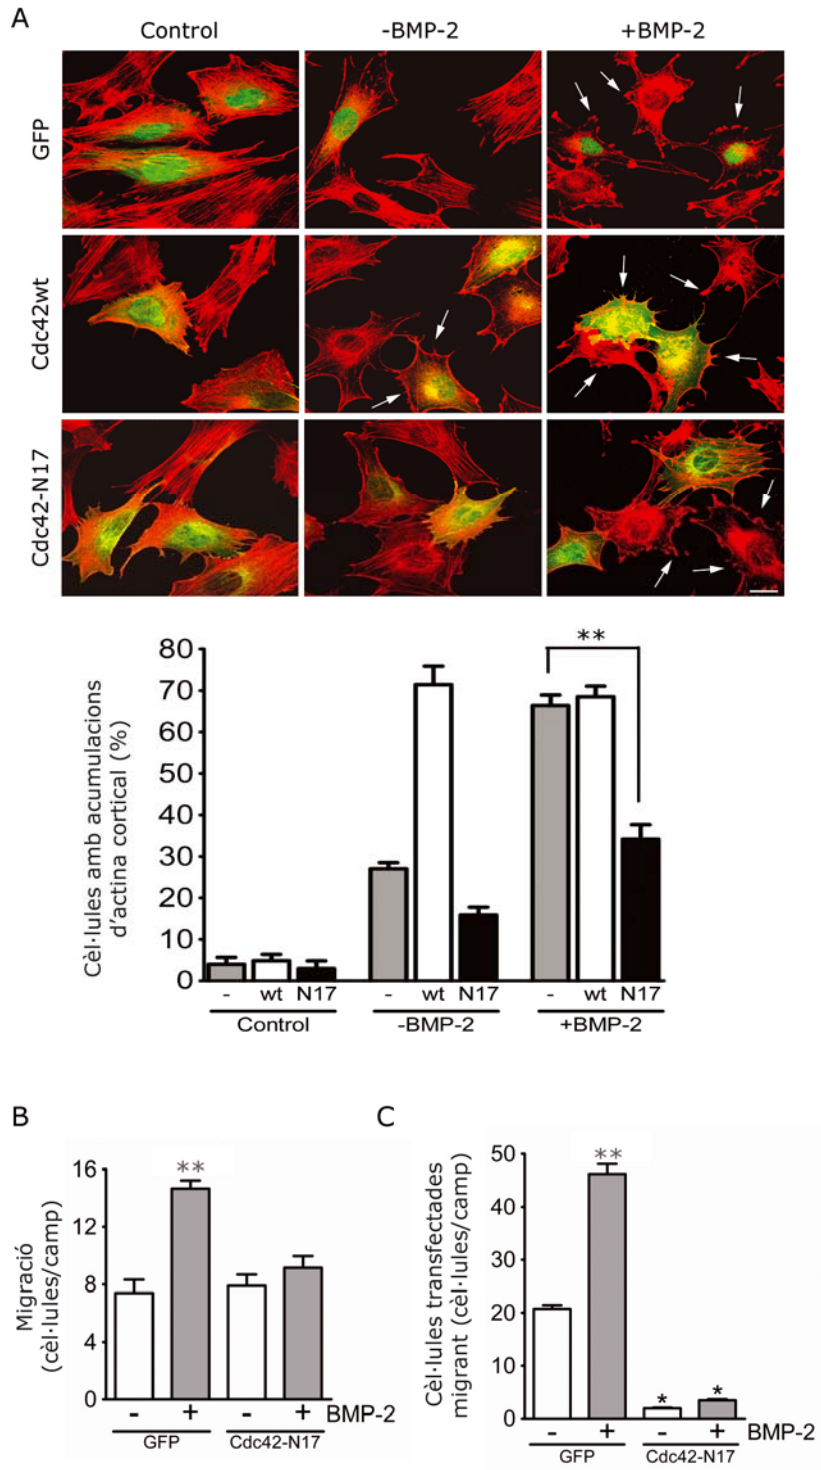 A
Control -BMP-2 +BMP-2
GFP
Cdc42wt
Cdc42-N17
Cèl·lules amb acumulacions
d'actina cortical (%)
80
70
60
50
40
30
20
10
0
**
- wt N17 - wt N17 - wt N17
Control -BMP-2 +BMP-2
B
Migració
(cèl·lules/camp)
16
12
8
4
0
**
- + - + BMP-2
GFP Cdc42-N17
C
Cèl·lules transfectades
migrant (cèl·lules/camp)
50
40
30
20
10
0
**
* *
- + - + BMP-2
GFP Cdc42-N17